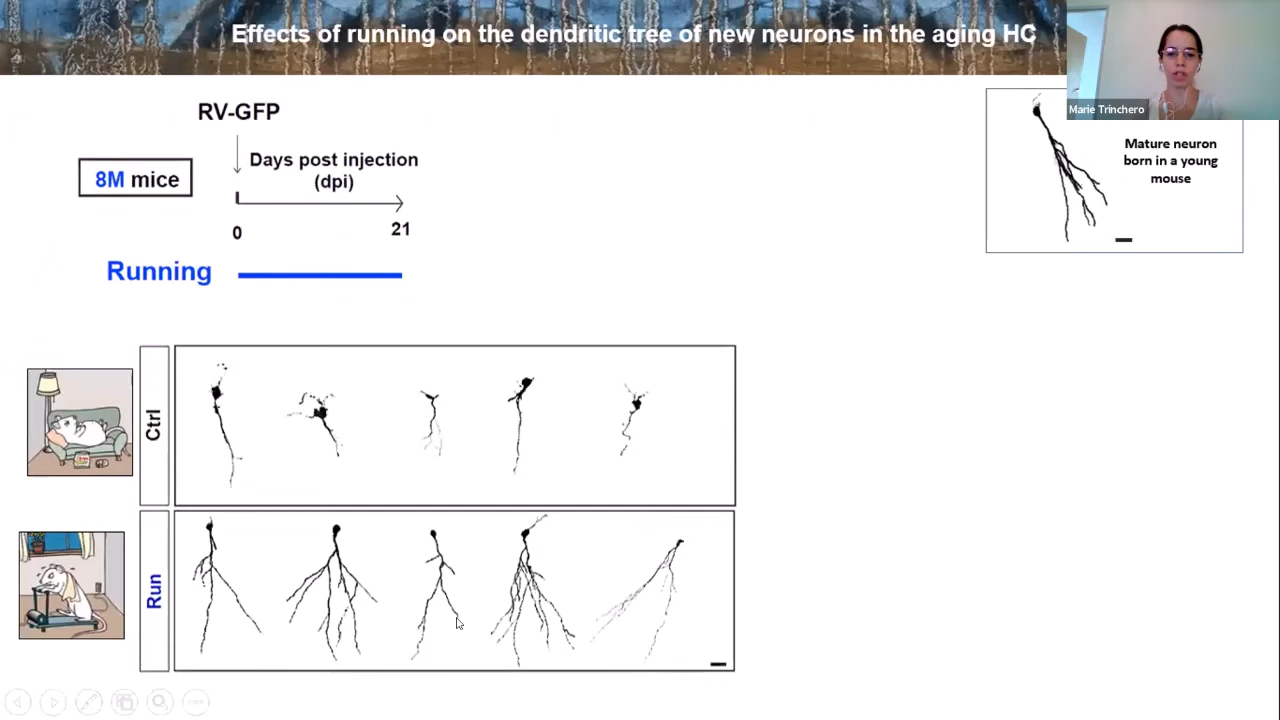 Effects of running on the dendritic tree of new neurons in the aging HC
Marie Trinchero
RV-GFP
Days post injection
(dpi)
8M mice
0
21
Running
Mature neuron
born in a young
mouse
Ctrl
Run